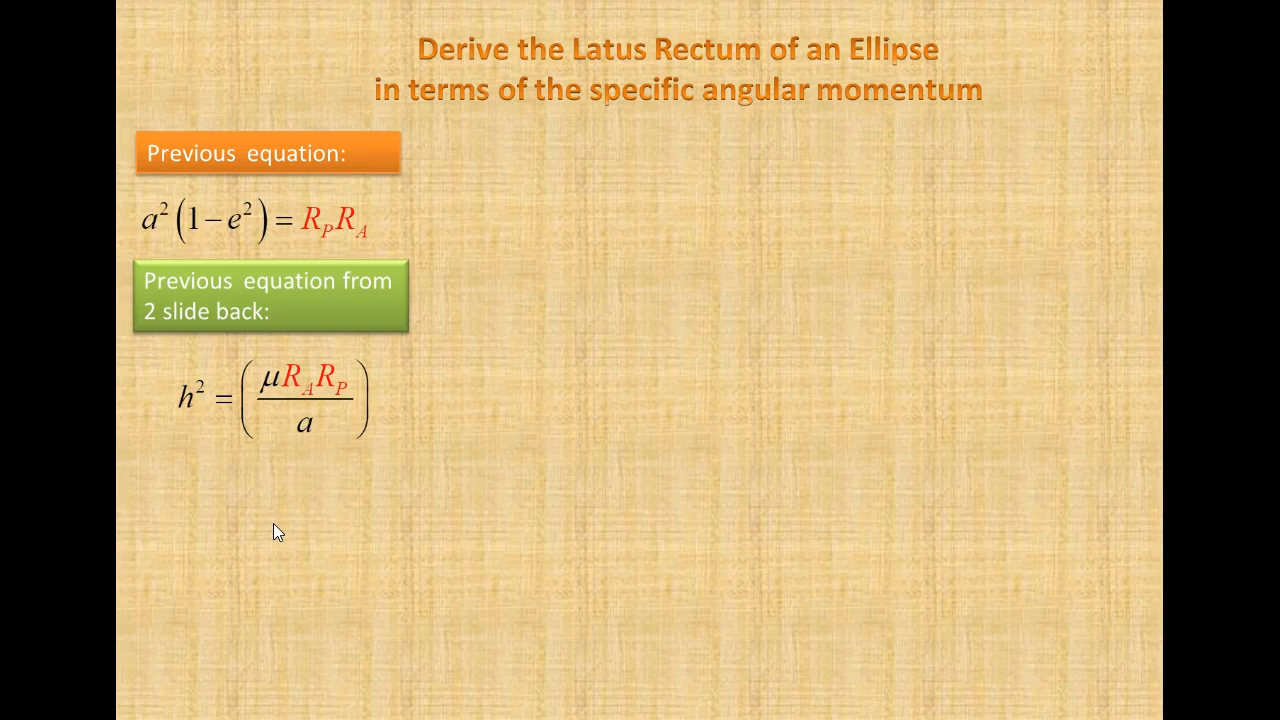 Derive the Latus Rectum of an Ellipse
in terms of the specific angular momentum
Previous equation:
a²(1 − e²) = R_P R_A
Previous equation from
2 slide back:
h² = (μR_A R_P / a)